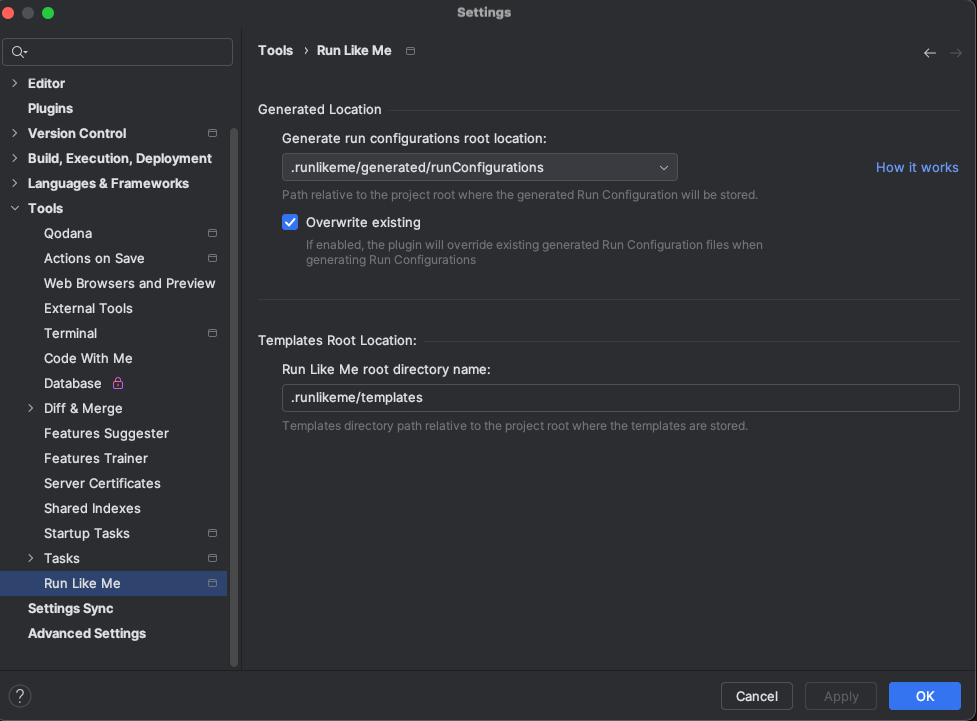 Settings
Editor
Plugins
Version Control
Build, Execution, Deployment
Languages & Frameworks
Tools
Qodana
Actions on Save
Web Browsers and Preview
External Tools
Terminal
Code With Me
Database
Diff & Merge
Features Suggester
Features Trainer
Server Certificates
Shared Indexes
Startup Tasks
Tasks
Run Like Me
Settings Sync
Advanced Settings
Tools › Run Like Me
Generated Location
Generate run configurations root location:
.runlikeme/generated/runConfigurations
How it works
Path relative to the project root where the generated Run Configuration will be stored.
Overwrite existing
If enabled, the plugin will override existing generated Run Configuration files when
generating Run Configurations
Templates Root Location:
Run Like Me root directory name:
.runlikeme/templates
Templates directory path relative to the project root where the templates are stored.
?
Cancel
Apply
OK